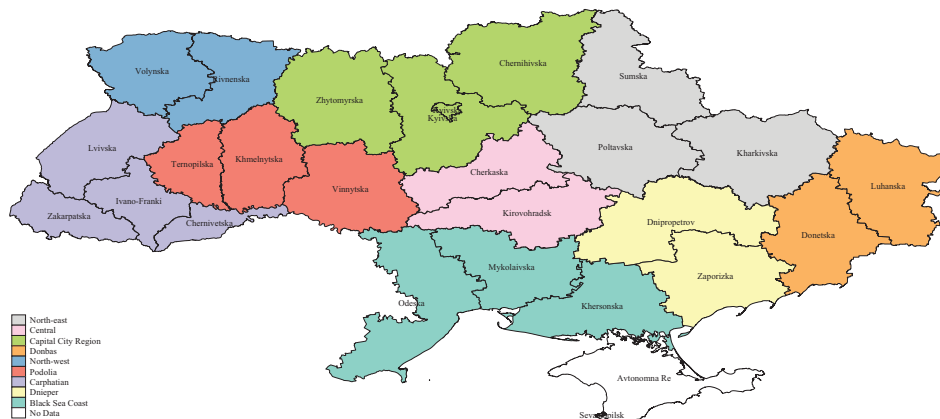 Chernihivska
Volynska
Rivnenska
Sumska
Zhytomyrska
Kyivska
Lvivska
Ternopilska
Khmelnytska
Poltavska
Kharkivska
Cherkaska
Vinnytska
Luhanska
Ivano-Franki
Zakarpatska
Chernivetska
Kirovohradsk
Dnipropetrov
Donetska
Mykolaivska
Zaporizka
Odeska
Khersonska
Avtonomna Re
North-east
Central
Capital City Region
Donbas
North-west
Podolia
Carphatian
Dnieper
Black Sea Coast
No Data